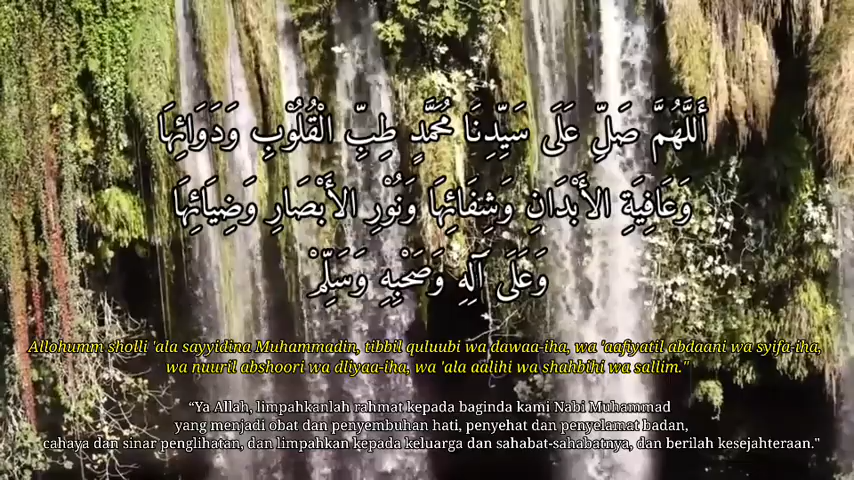 أَللَّهُمَّ صَلِّ عَلَى سَيِّدِنَا مُحَمَّدٍ طِبِّ الْقُلُوْبِ وَدَوَائِهَا
وَعَافِيَةِ الأَبْدَانِ وَشِفَائِهَا وَنُوْرِ الأَبْصَارِ وَضِيَائِهَا
وَعَلَى آلِهِ وَصَحْبِهِ وَسَلِّمْ
Allohumm sholli 'ala sayyidina Muhammadin, tibbil quluubi wa dawaa-iha, wa 'aafiyatil abdaani wa syifa-iha,
wa nuuril abshoori wa dliyaa-iha, wa 'ala aalihi wa shahbihi wa sallim."
“Ya Allah, limpahkanlah rahmat kepada baginda kami Nabi Muhammad
yang menjadi obat dan penyembuhan hati, penyehat dan penyelamat badan,
cahaya dan sinar penglihatan, dan limpahkan kepada keluarga dan sahabat-sahabatnya, dan berilah kesejahteraan."